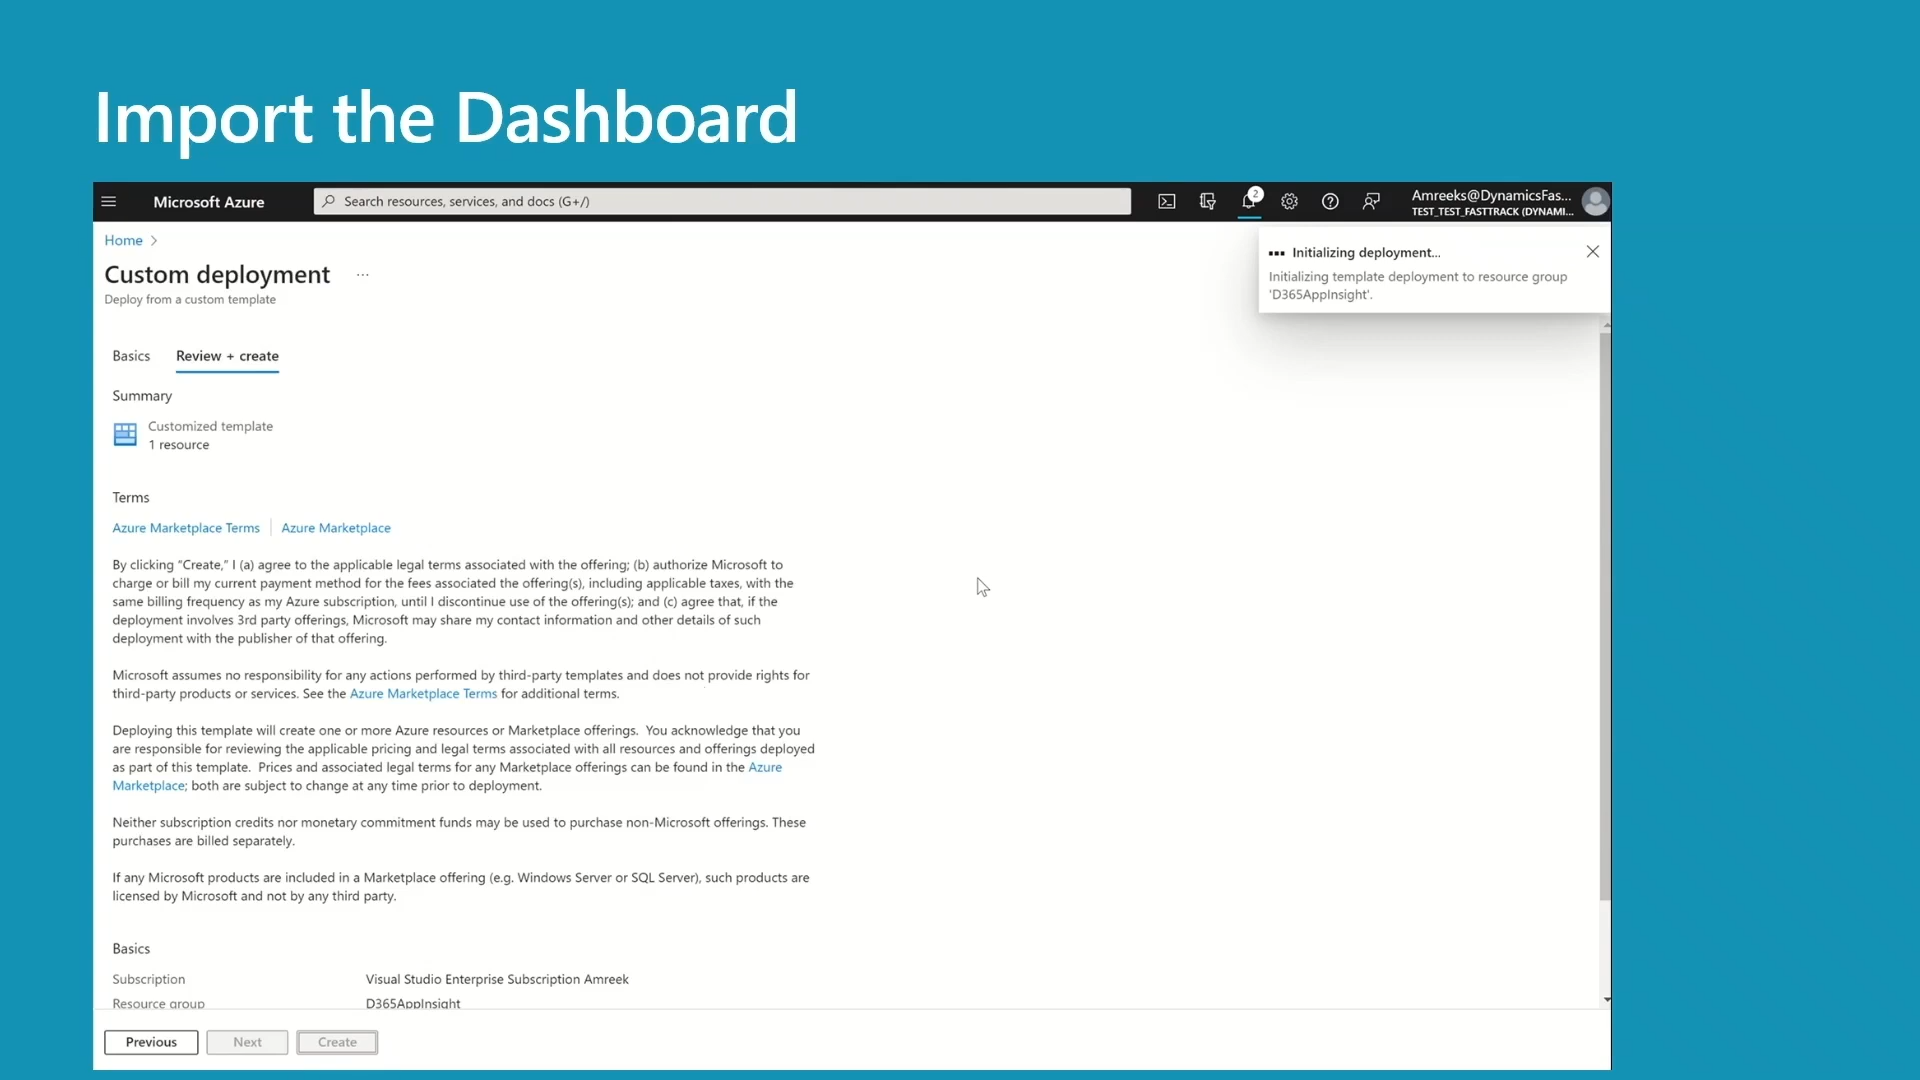 Import the Dashboard
Microsoft Azure
Search resources, services, and docs (G+/)
2
Amreeks@DynamicsFas...
TEST_TEST_FASTTRACK (DYNAMI...
Home
Initializing deployment...
Initializing template deployment to resource group
'D365AppInsight'.
Custom deployment ...
Deploy from a custom template
Basics
Review + create
Summary
Customized template
1 resource
Terms
Azure Marketplace Terms
Azure Marketplace
By clicking "Create," I (a) agree to the applicable legal terms associated with the offering; (b) authorize Microsoft to
charge or bill my current payment method for the fees associated the offering(s), including applicable taxes, with the
same billing frequency as my Azure subscription, until I discontinue use of the offering(s); and (c) agree that, if the
deployment involves 3rd party offerings, Microsoft may share my contact information and other details of such
deployment with the publisher of that offering.
Microsoft assumes no responsibility for any actions performed by third-party templates and does not provide rights for
third-party products or services. See the Azure Marketplace Terms for additional terms.
Deploying this template will create one or more Azure resources or Marketplace offerings. You acknowledge that you
are responsible for reviewing the applicable pricing and legal terms associated with all resources and offerings deployed
as part of this template. Prices and associated legal terms for any Marketplace offerings can be found in the Azure
Marketplace; both are subject to change at any time prior to deployment.
Neither subscription credits nor monetary commitment funds may be used to purchase non-Microsoft offerings. These
purchases are billed separately.
If any Microsoft products are included in a Marketplace offering (e.g. Windows Server or SQL Server), such products are
licensed by Microsoft and not by any third party.
Basics
Subscription
Visual Studio Enterprise Subscription Amreek
Resource group
D365AppInsight
Previous
Next
Create